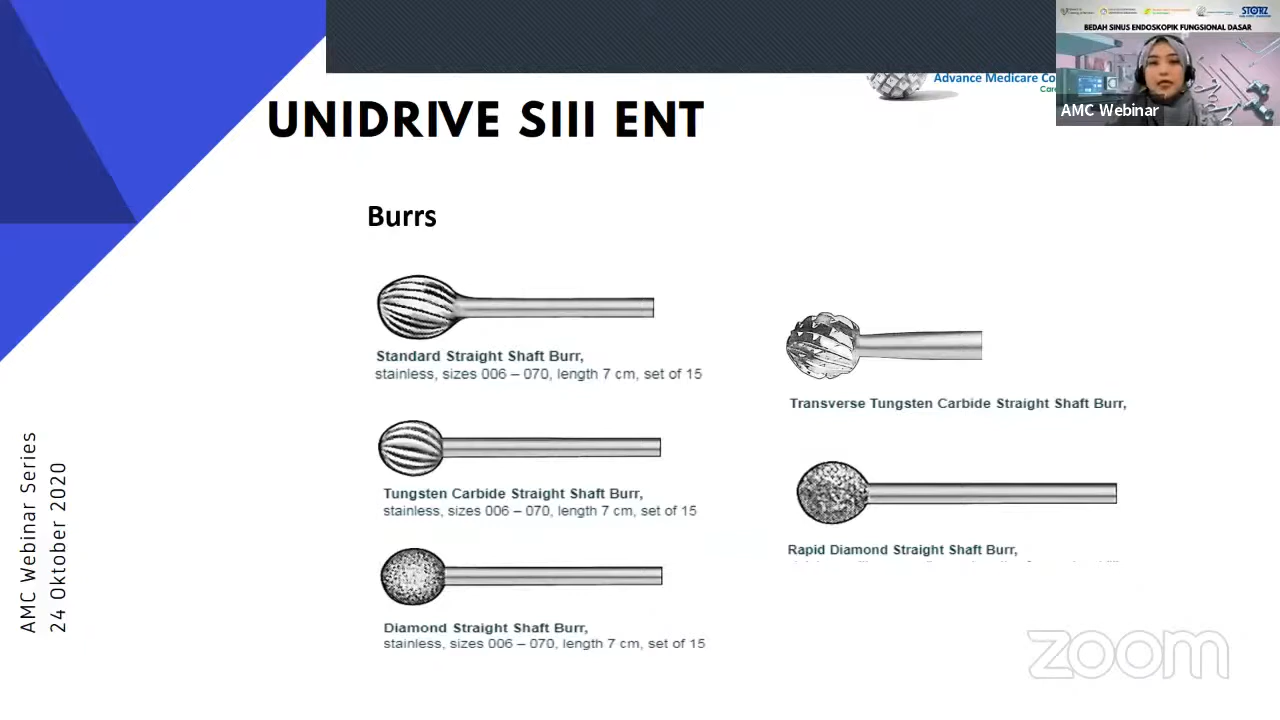 STORZ
BEDAH SINUS ENDOSKOPIK FUNGSIONAL DASAR
AMC Webinar
Advance Medicare Co
UNIDRIVE SIII ENT
Burrs
Standard Straight Shaft Burr,
stainless, sizes 006 – 070, length 7 cm, set of 15
Tungsten Carbide Straight Shaft Burr,
stainless, sizes 006 – 070, length 7 cm, set of 15
Diamond Straight Shaft Burr,
stainless, sizes 006 – 070, length 7 cm, set of 15
Transverse Tungsten Carbide Straight Shaft Burr,
Rapid Diamond Straight Shaft Burr,
AMC Webinar Series
24 Oktober 2020
zoom